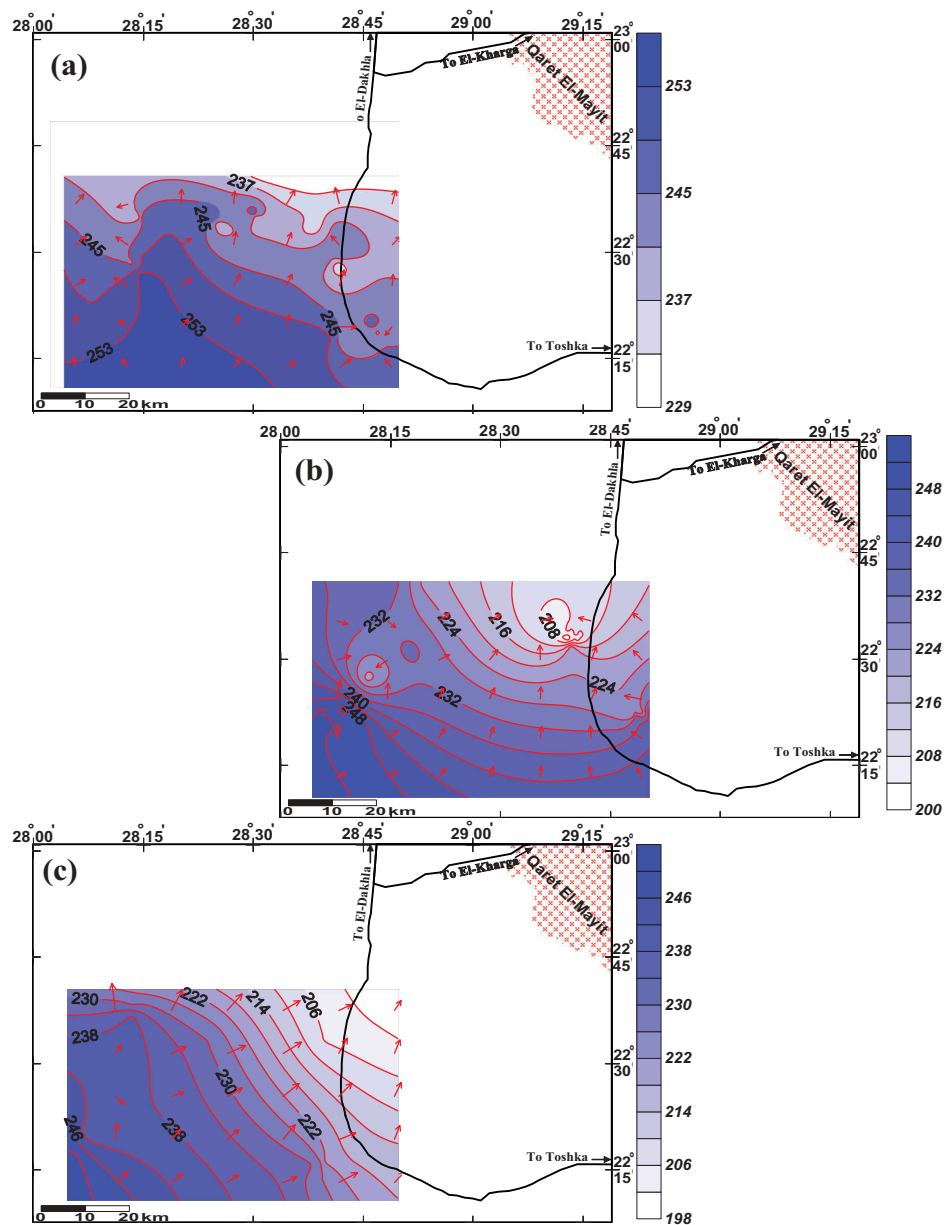 28°00' 28°15' 28°30' 28°45' 29°00' 29°15'
23°00'
(a)
To El-Kharga
Qaret El-Mayit
o El-Dakhla
22°45'
253
237
245
245
245
22°30'
245
237
253
253
To Toshka
22°15'
0 10 20 km
229
28°00' 28°15' 28°30' 28°45' 29°00' 29°15'
23°00'
(b)
To El-Kharga
Qaret El-Mayit
To El-Dakhla
248
240
22°45'
232
232
224
216
208
22°30'
224
240
232
224
216
248
208
To Toshka
22°15'
0 10 20 km
200
28°00' 28°15' 28°30' 28°45' 29°00' 29°15'
23°00'
(c)
To El-Kharga
Qaret El-Mayit
To El-Dakhla
246
238
22°45'
230
222
214
206
230
238
22°30'
222
230
214
246
238
222
206
To Toshka
22°15'
0 10 20 km
198